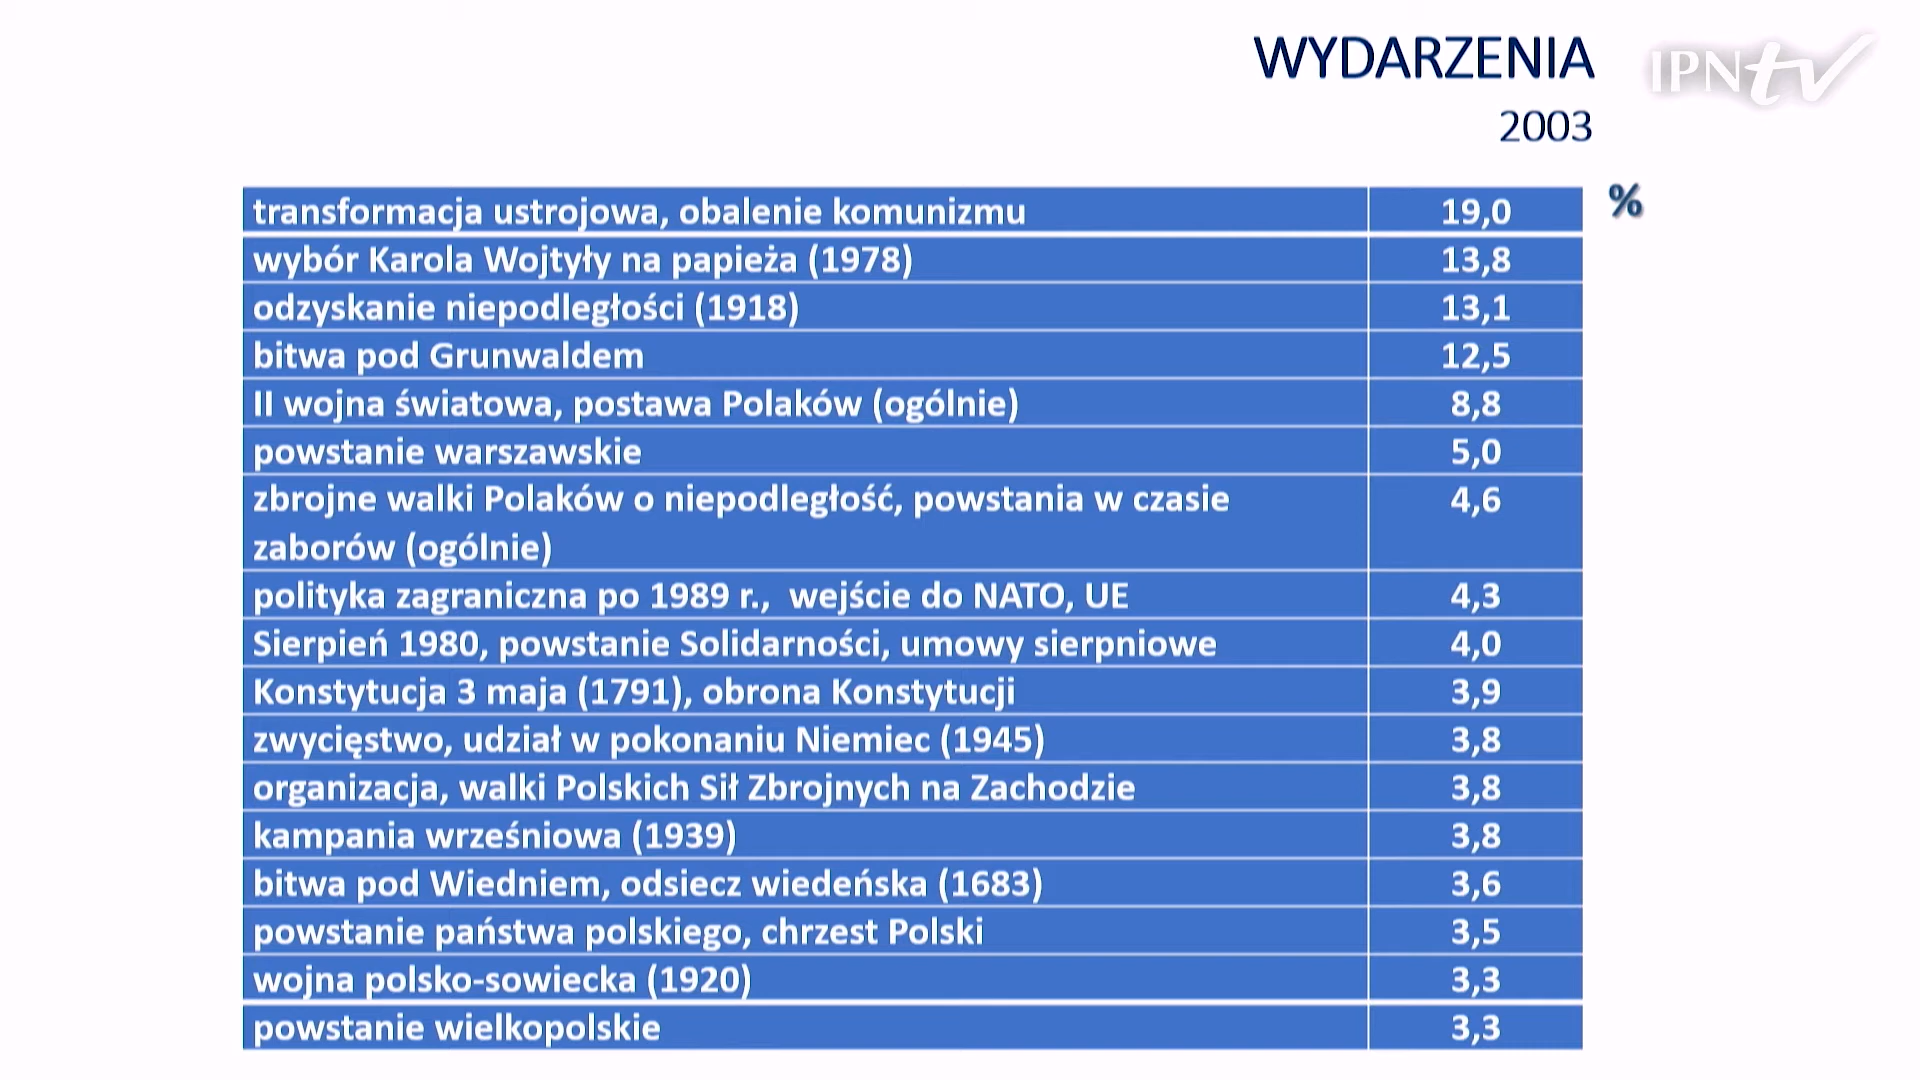 WYDARZENIA
IPNtv
2003
%
transformacja ustrojowa, obalenie komunizmu 19,0
wybór Karola Wojtyły na papieża (1978) 13,8
odzyskanie niepodległości (1918) 13,1
bitwa pod Grunwaldem 12,5
II wojna światowa, postawa Polaków (ogólnie) 8,8
powstanie warszawskie 5,0
zbrojne walki Polaków o niepodległość, powstania w czasie 4,6
zaborów (ogólnie)
polityka zagraniczna po 1989 r.,  wejście do NATO, UE 4,3
Sierpień 1980, powstanie Solidarności, umowy sierpniowe 4,0
Konstytucja 3 maja (1791), obrona Konstytucji 3,9
zwycięstwo, udział w pokonaniu Niemiec (1945) 3,8
organizacja, walki Polskich Sił Zbrojnych na Zachodzie 3,8
kampania wrześniowa (1939) 3,8
bitwa pod Wiedniem, odsiecz wiedeńska (1683) 3,6
powstanie państwa polskiego, chrzest Polski 3,5
wojna polsko-sowiecka (1920) 3,3
powstanie wielkopolskie 3,3